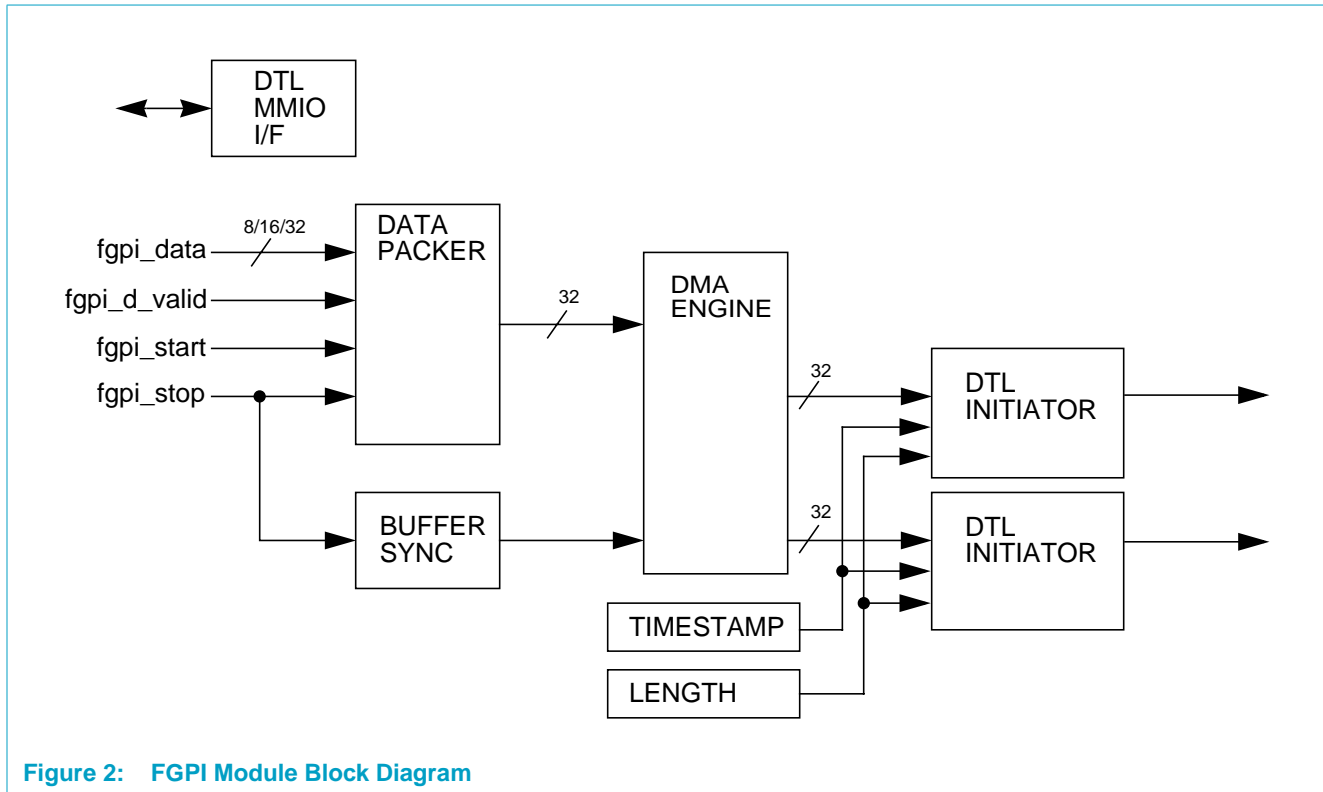 DTL
MMIO
I/F
8/16/32
fgpi_data
fgpi_d_valid
fgpi_start
fgpi_stop
DATA
PACKER
32
BUFFER
SYNC
DMA
ENGINE
32
32
DTL
INITIATOR
DTL
INITIATOR
TIMESTAMP
LENGTH
Figure 2: FGPI Module Block Diagram